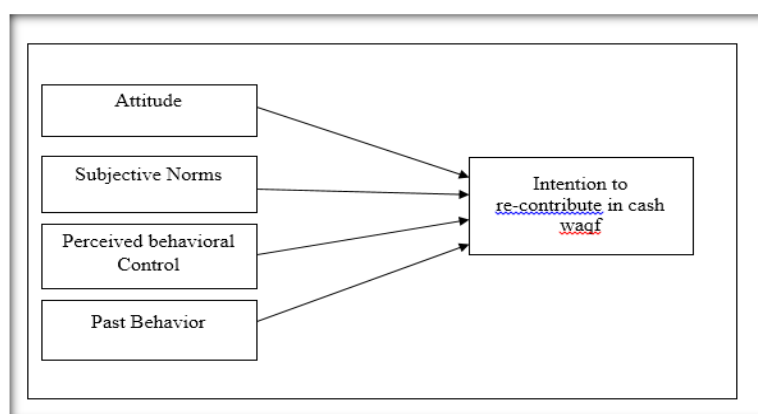 Attitude
Subjective Norms
Perceived behavioral
Control
Past Behavior
Intention to
re-contribute in cash
waqf